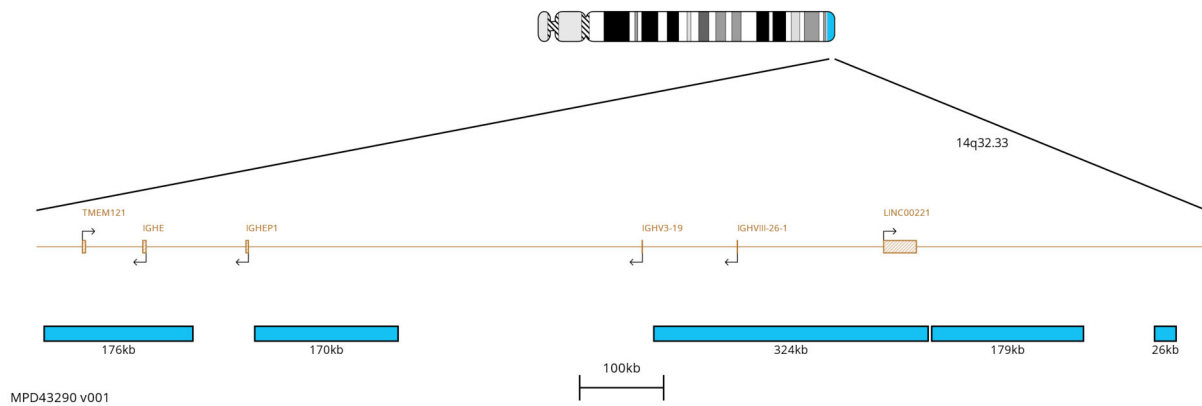 14q32.33
TMEM121
IGHE
IGHEP1
IGHV3-19
IGHVIII-26-1
LINC00221
176kb
170kb
324kb
179kb
26kb
100kb
MPD43290 v001